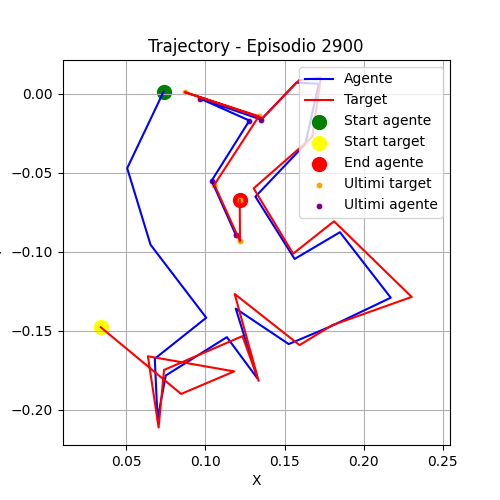 Trajectory - Episodio 2900
Agente
Target
Start agente
Start target
End agente
Ultimi target
Ultimi agente
0.00
−0.05
−0.10
−0.15
−0.20
0.05
0.10
0.15
0.20
0.25
X